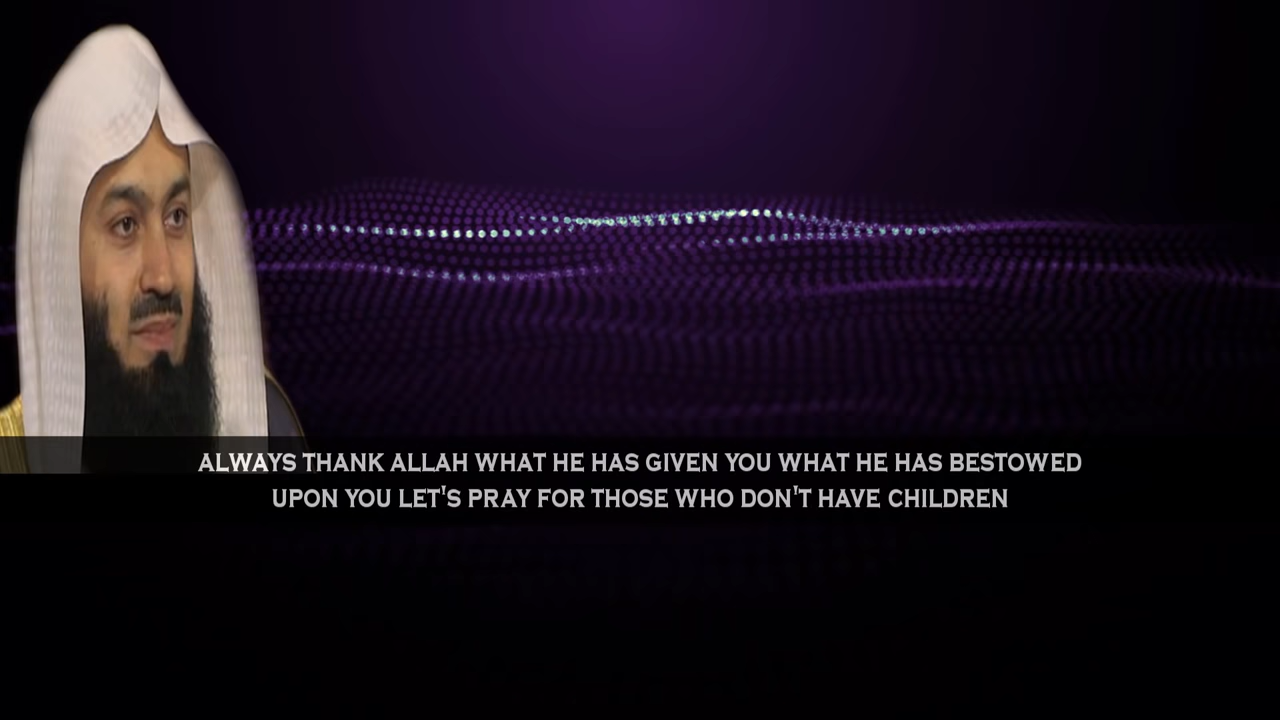 ALWAYS THANK ALLAH WHAT HE HAS GIVEN YOU WHAT HE HAS BESTOWED
UPON YOU LET'S PRAY FOR THOSE WHO DON'T HAVE CHILDREN